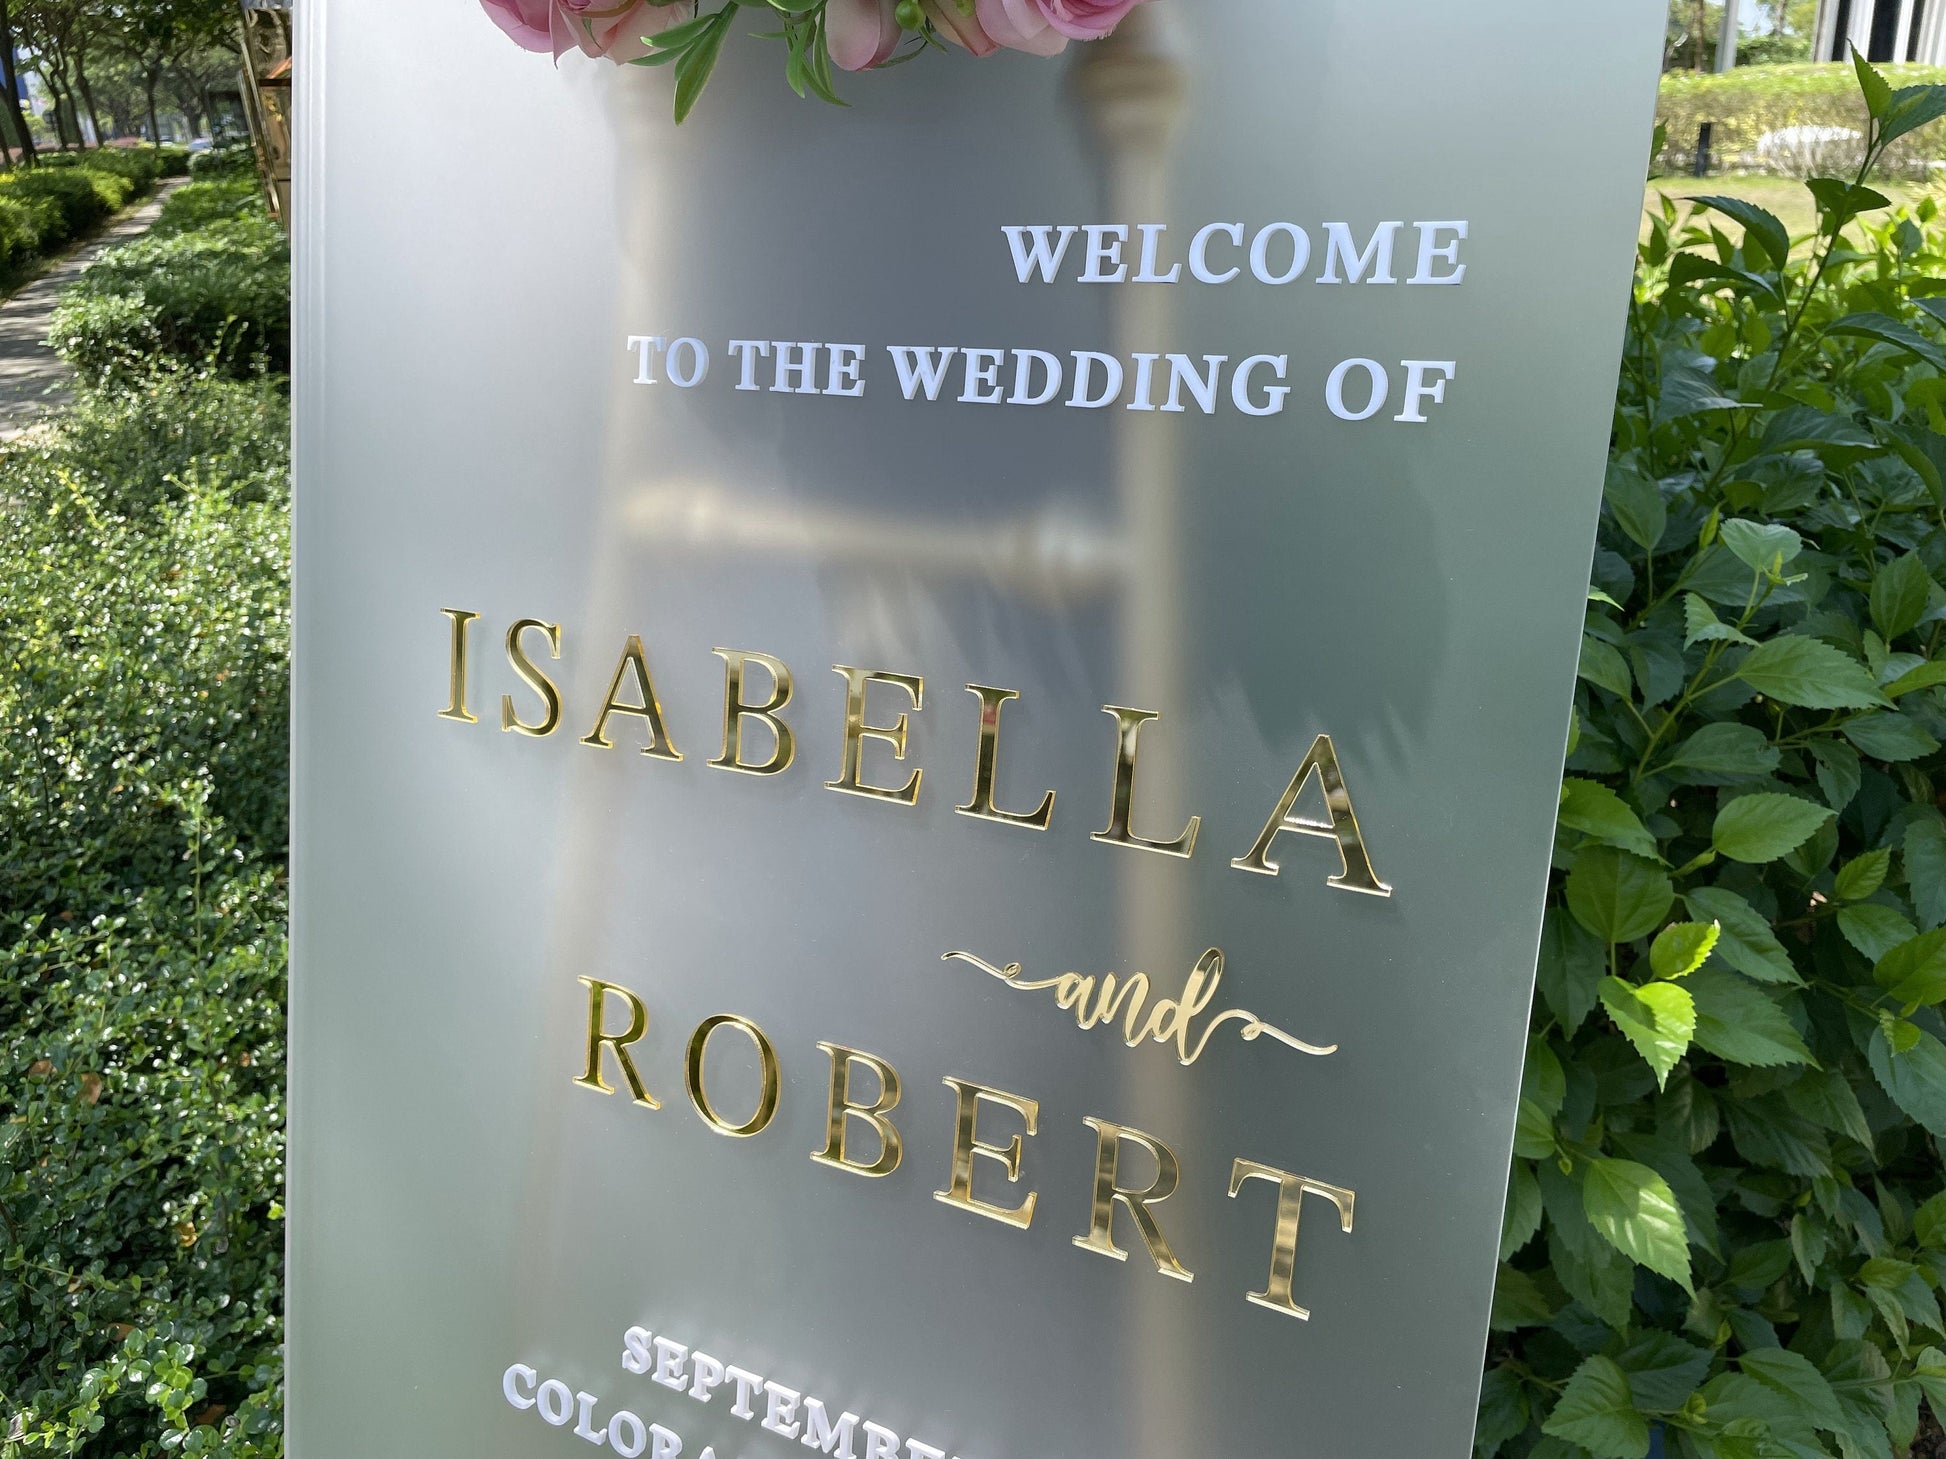 WELCOME
TO THE WEDDING OF
ISABELLA
and
ROBERT